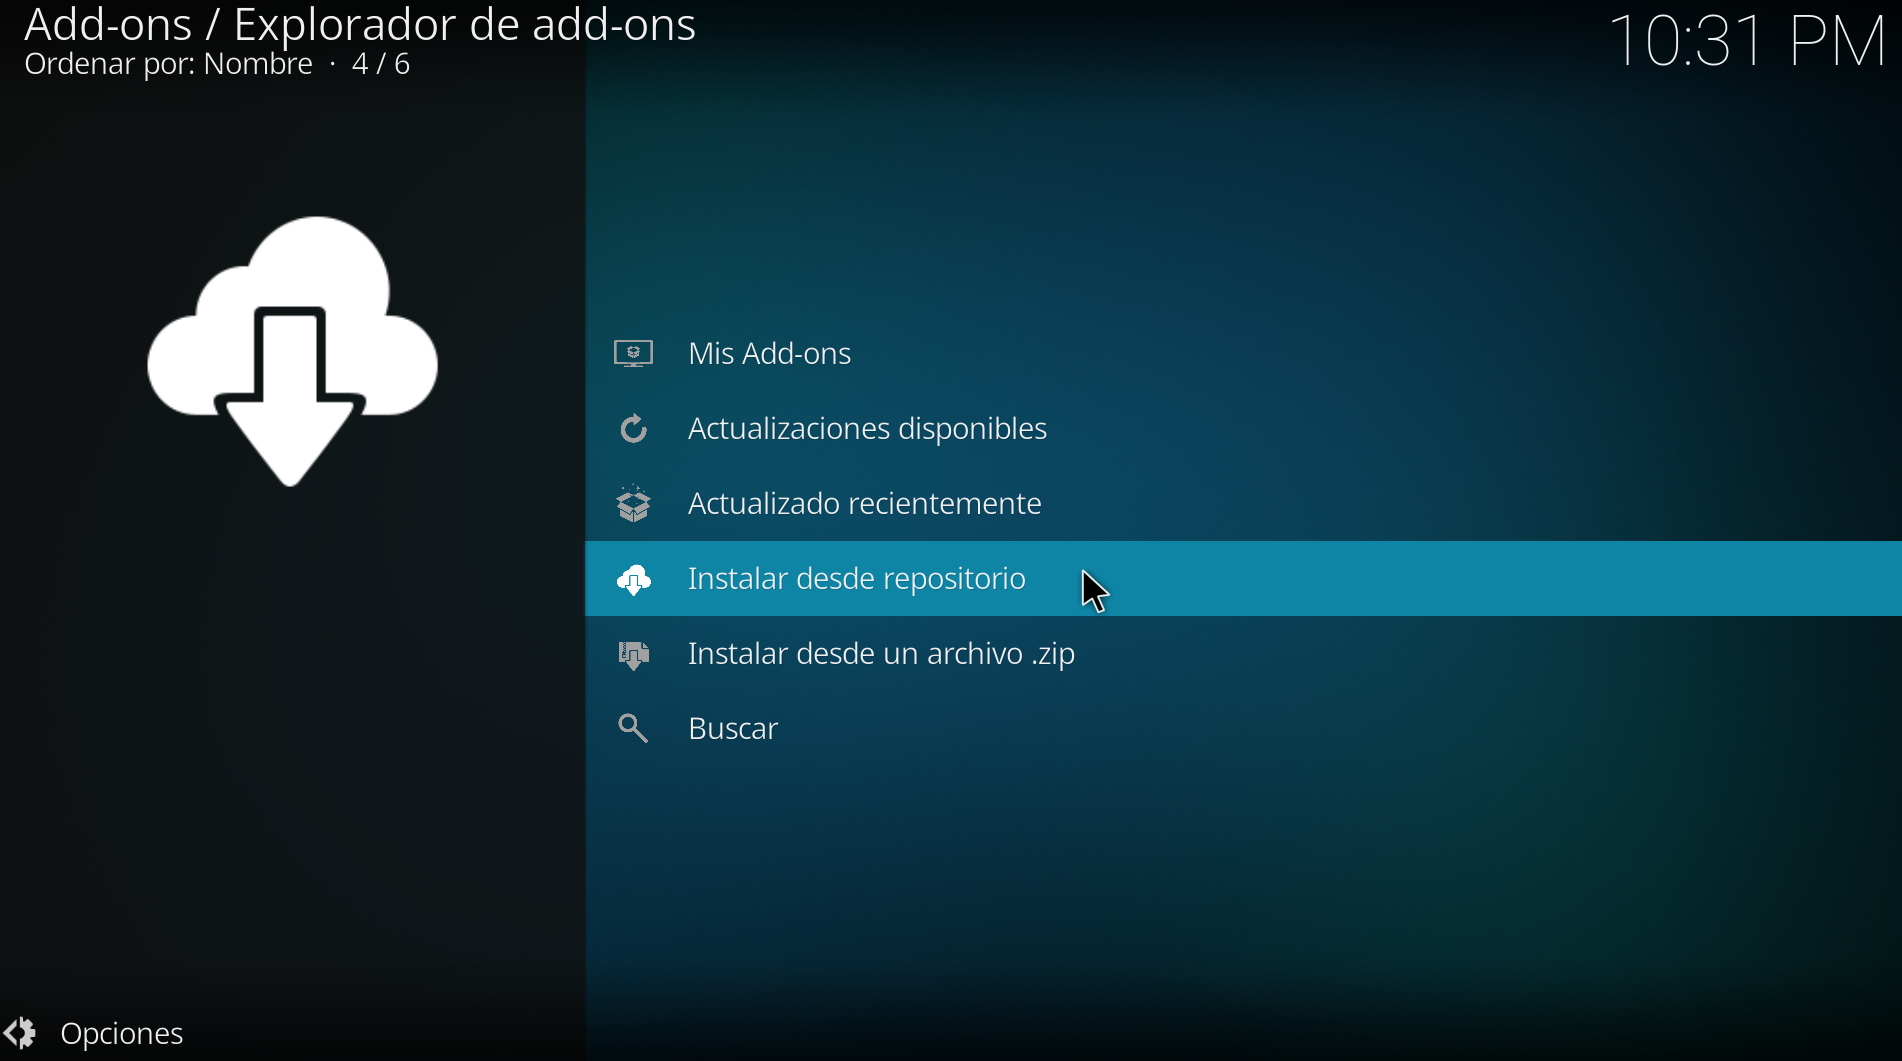 Add-ons / Explorador de add-ons
Ordenar por: Nombre · 4 / 6
10:31 PM
Mis Add-ons
Actualizaciones disponibles
Actualizado recientemente
Instalar desde repositorio
Instalar desde un archivo .zip
Buscar
Opciones